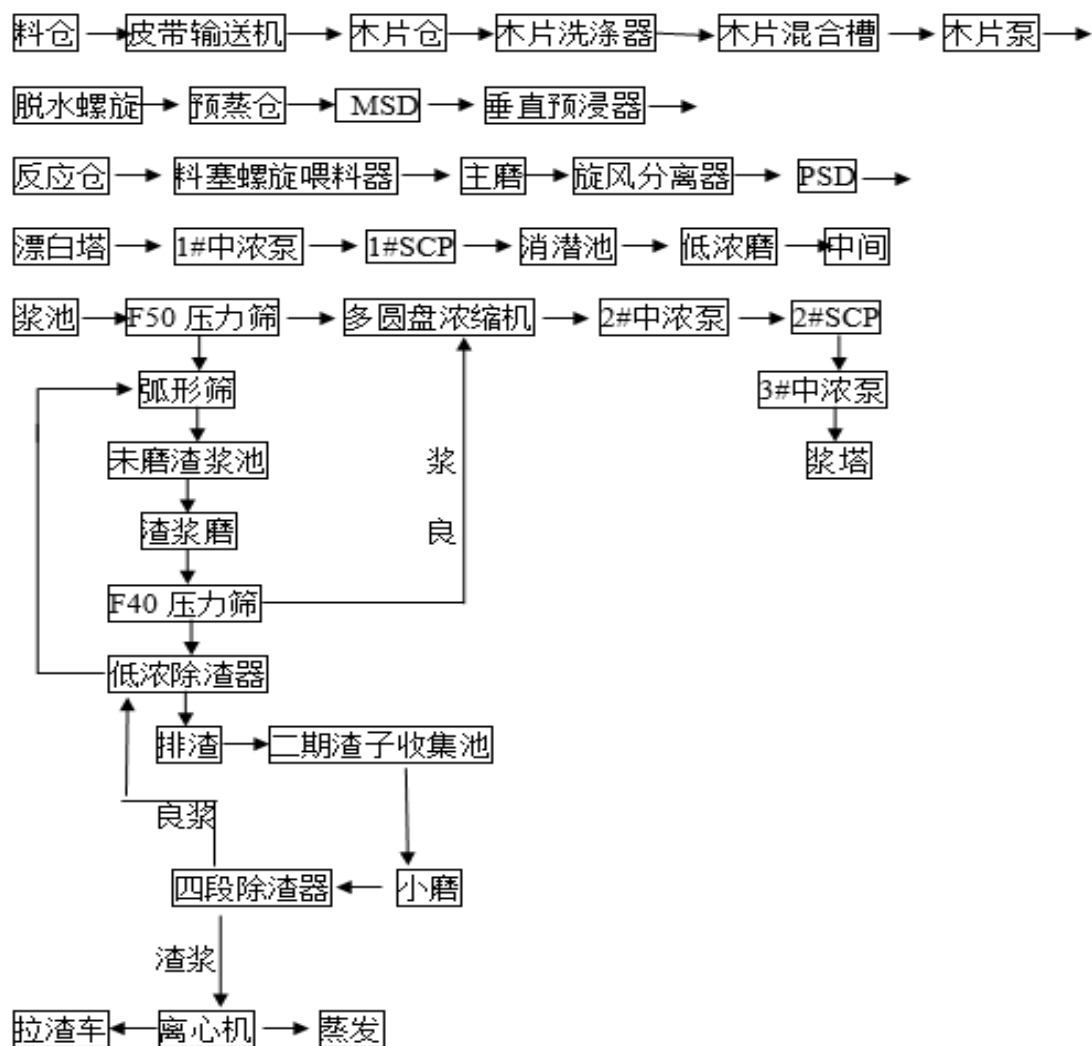 料仓 皮带输送机 木片仓 木片洗涤器 木片混合槽 木片泵
脱水螺旋 预蒸仓 MSD 垂直预浸器
反应仓 料塞螺旋喂料器 主磨 旋风分离器 PSD
漂白塔 1#中浓泵 1#SCP 消潜池 低浓磨 中间
浆池 F50 压力筛 多圆盘浓缩机 2#中浓泵 2#SCP
弧形筛 3#中浓泵
未磨渣浆池 浆 浆塔
渣浆磨 良
F40 压力筛
低浓除渣器
排渣 二期渣子收集池
良浆
四段除渣器 小磨
渣浆
拉渣车 离心机 蒸发